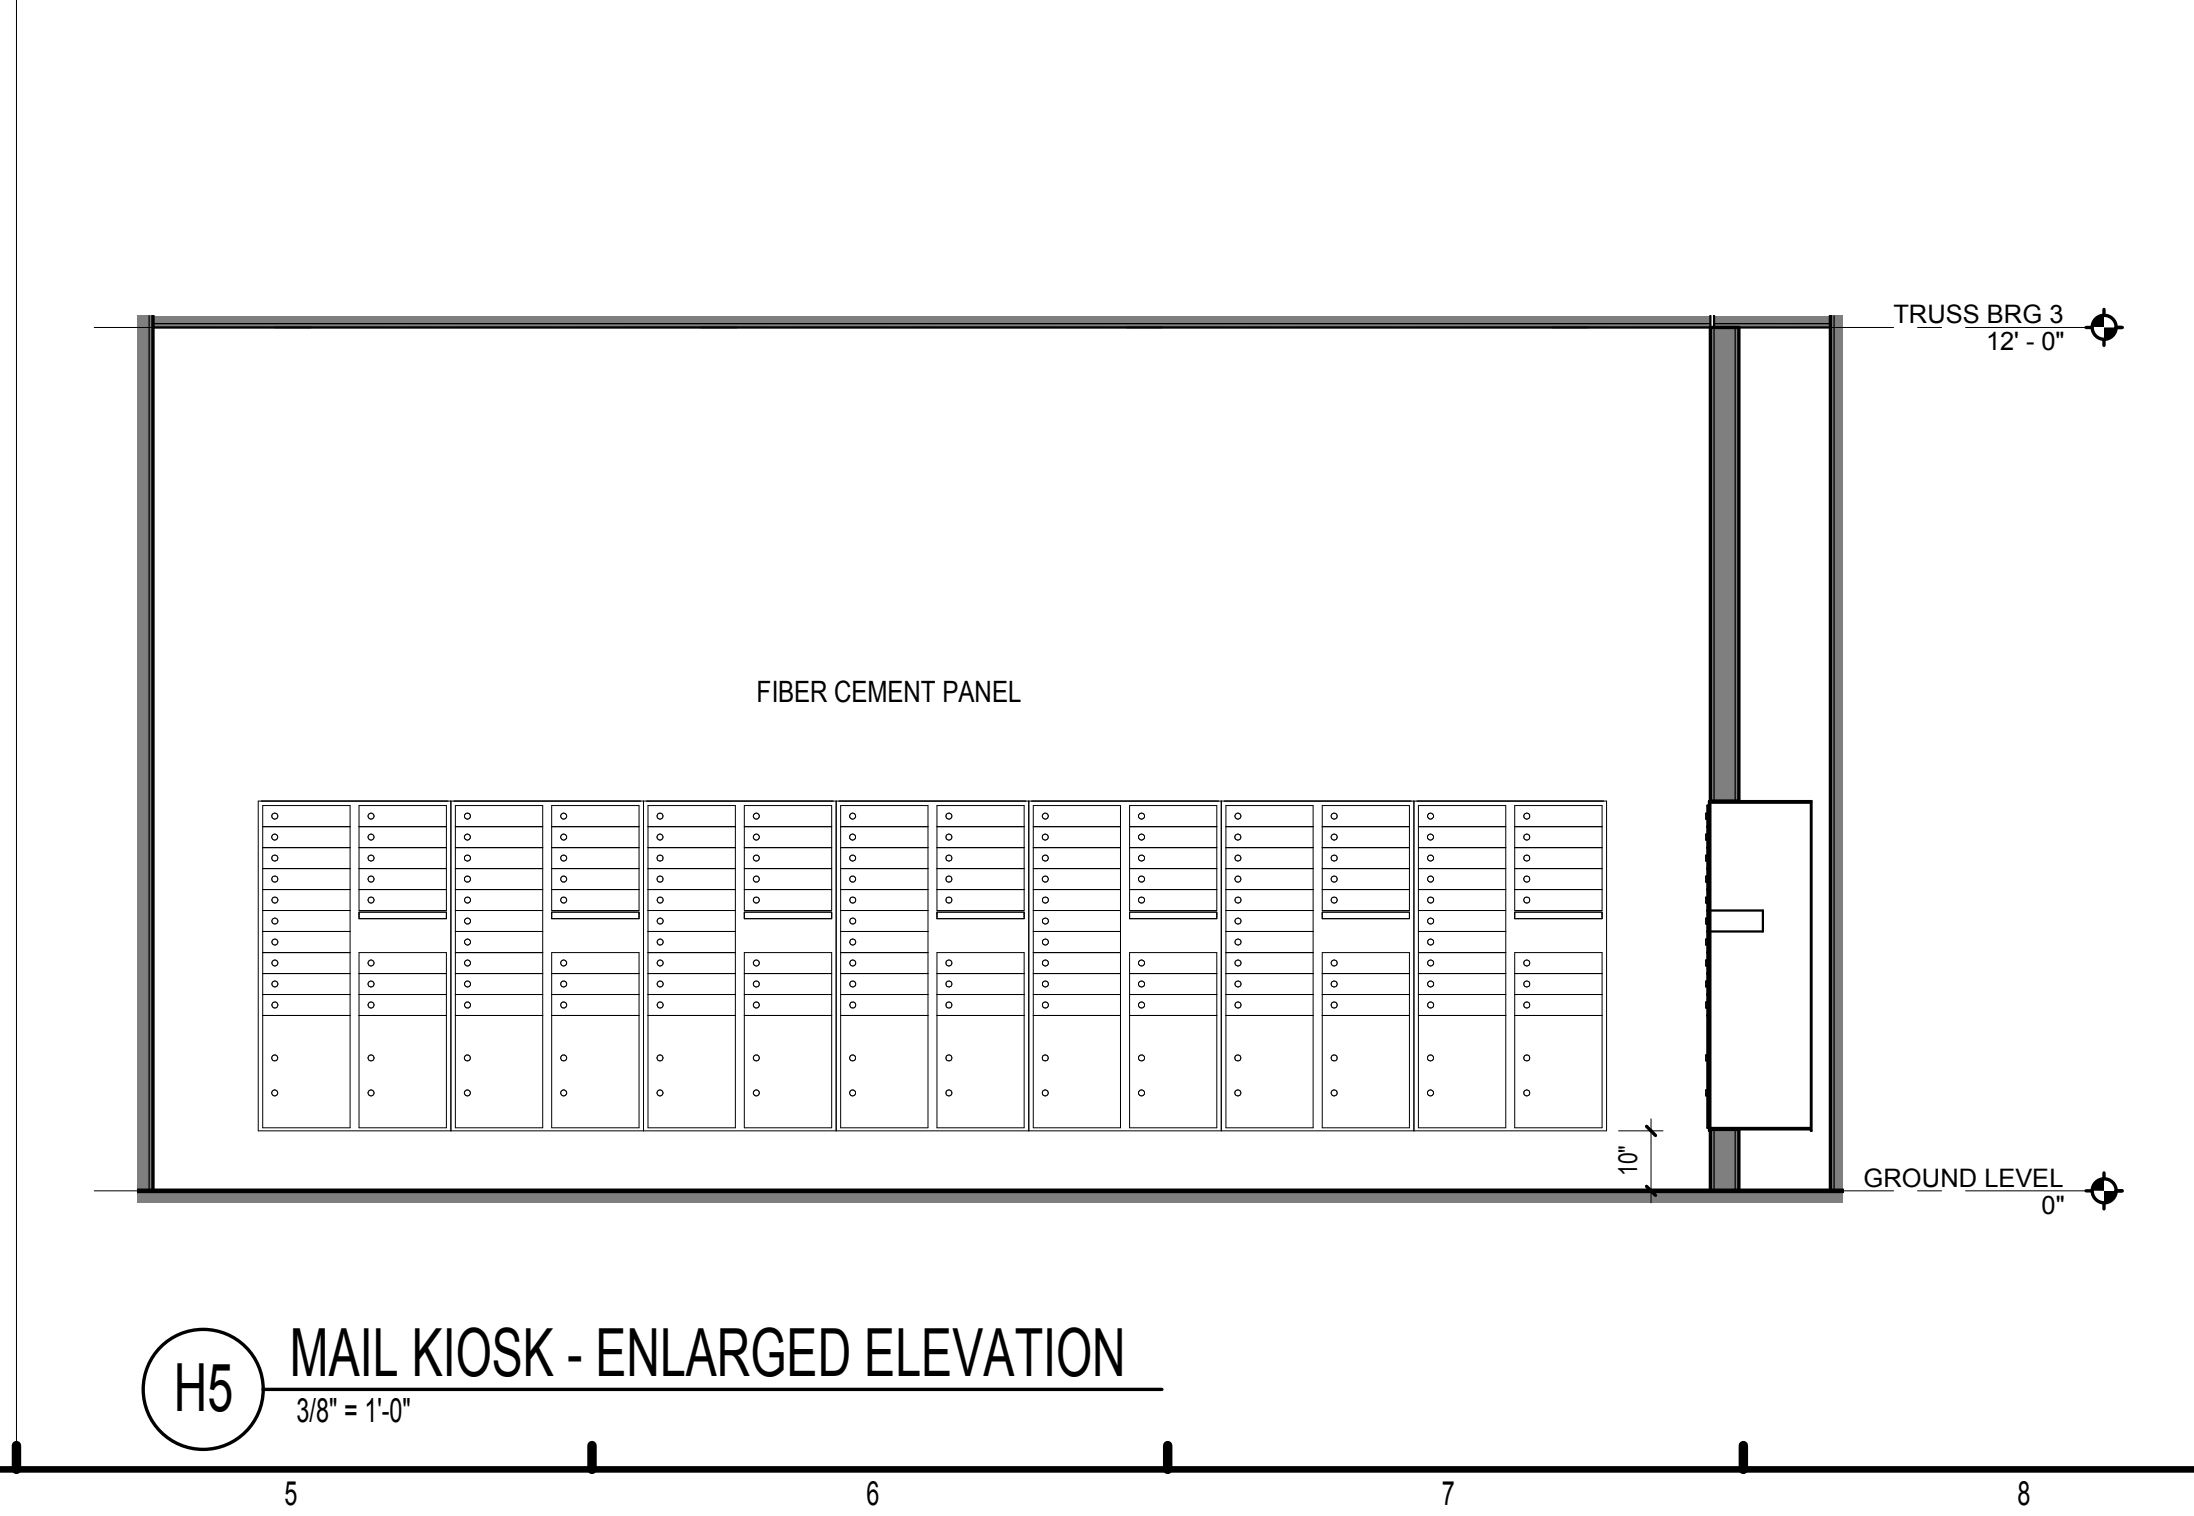 TRUSS BRG 3
12' - 0"
FIBER CEMENT PANEL
10"
GROUND LEVEL
0"
H5
MAIL KIOSK - ENLARGED ELEVATION
3/8" = 1'-0"
5
6
7
8